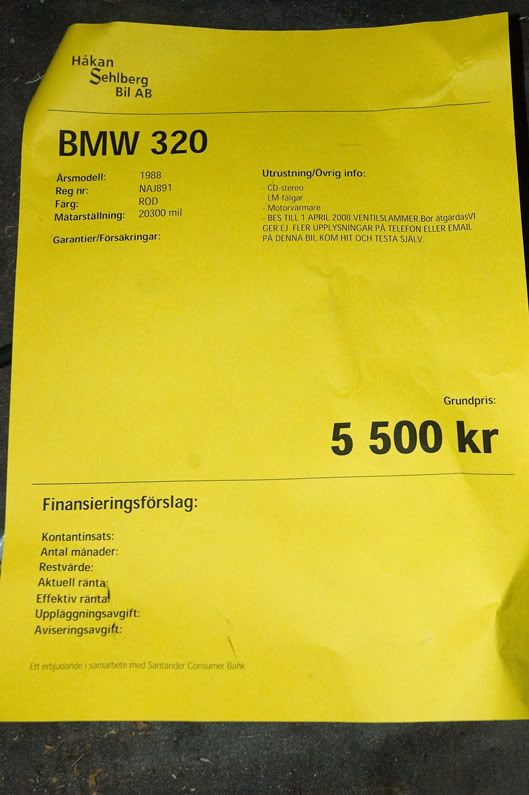 Håkan
Sehlberg
Bil AB
BMW 320
Årsmodell: 1988
Reg nr: NAJ891
Färg: RÖD
Mätarställning: 20300 mil
Garantier/Försäkringar:
Utrustning/Övrig info:
- CD-stereo
- LM-fälgar
- Motorvärmare
- BES TILL 1 APRIL 2008.VENTILSLAMMER.Bör åtgärdasVI
GER EJ FLER UPPLYSNINGAR PÅ TELEFON ELLER EMAIL
PÅ DENNA BIL.KOM HIT OCH TESTA SJÄLV.
Grundpris:
5 500 kr
Finansieringsförslag:
Kontantinsats:
Antal månader:
Restvärde:
Aktuell ränta:
Effektiv ränta:
Uppläggningsavgift:
Aviseringsavgift:
Ett erbjudande i samarbete med Santander Consumer Bank